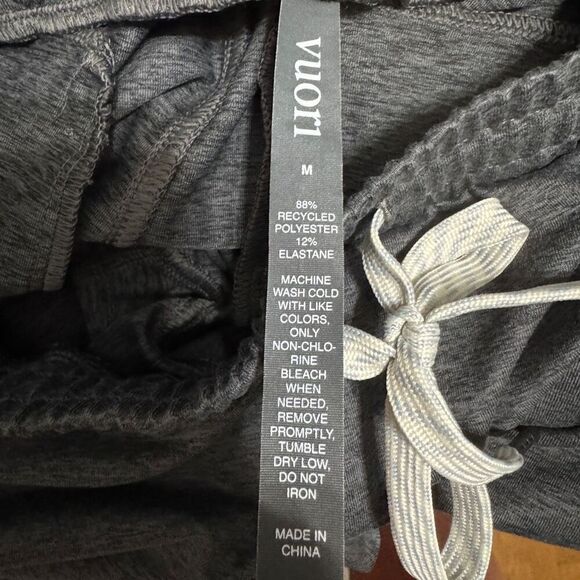 vuori
M
88%
RECYCLED
POLYESTER
12%
ELASTANE
MACHINE
WASH COLD
WITH LIKE
COLORS,
ONLY
NON-CHLO-
RINE
BLEACH
WHEN
NEEDED,
REMOVE
PROMPTLY,
TUMBLE
DRY LOW,
DO NOT
IRON
MADE IN
CHINA